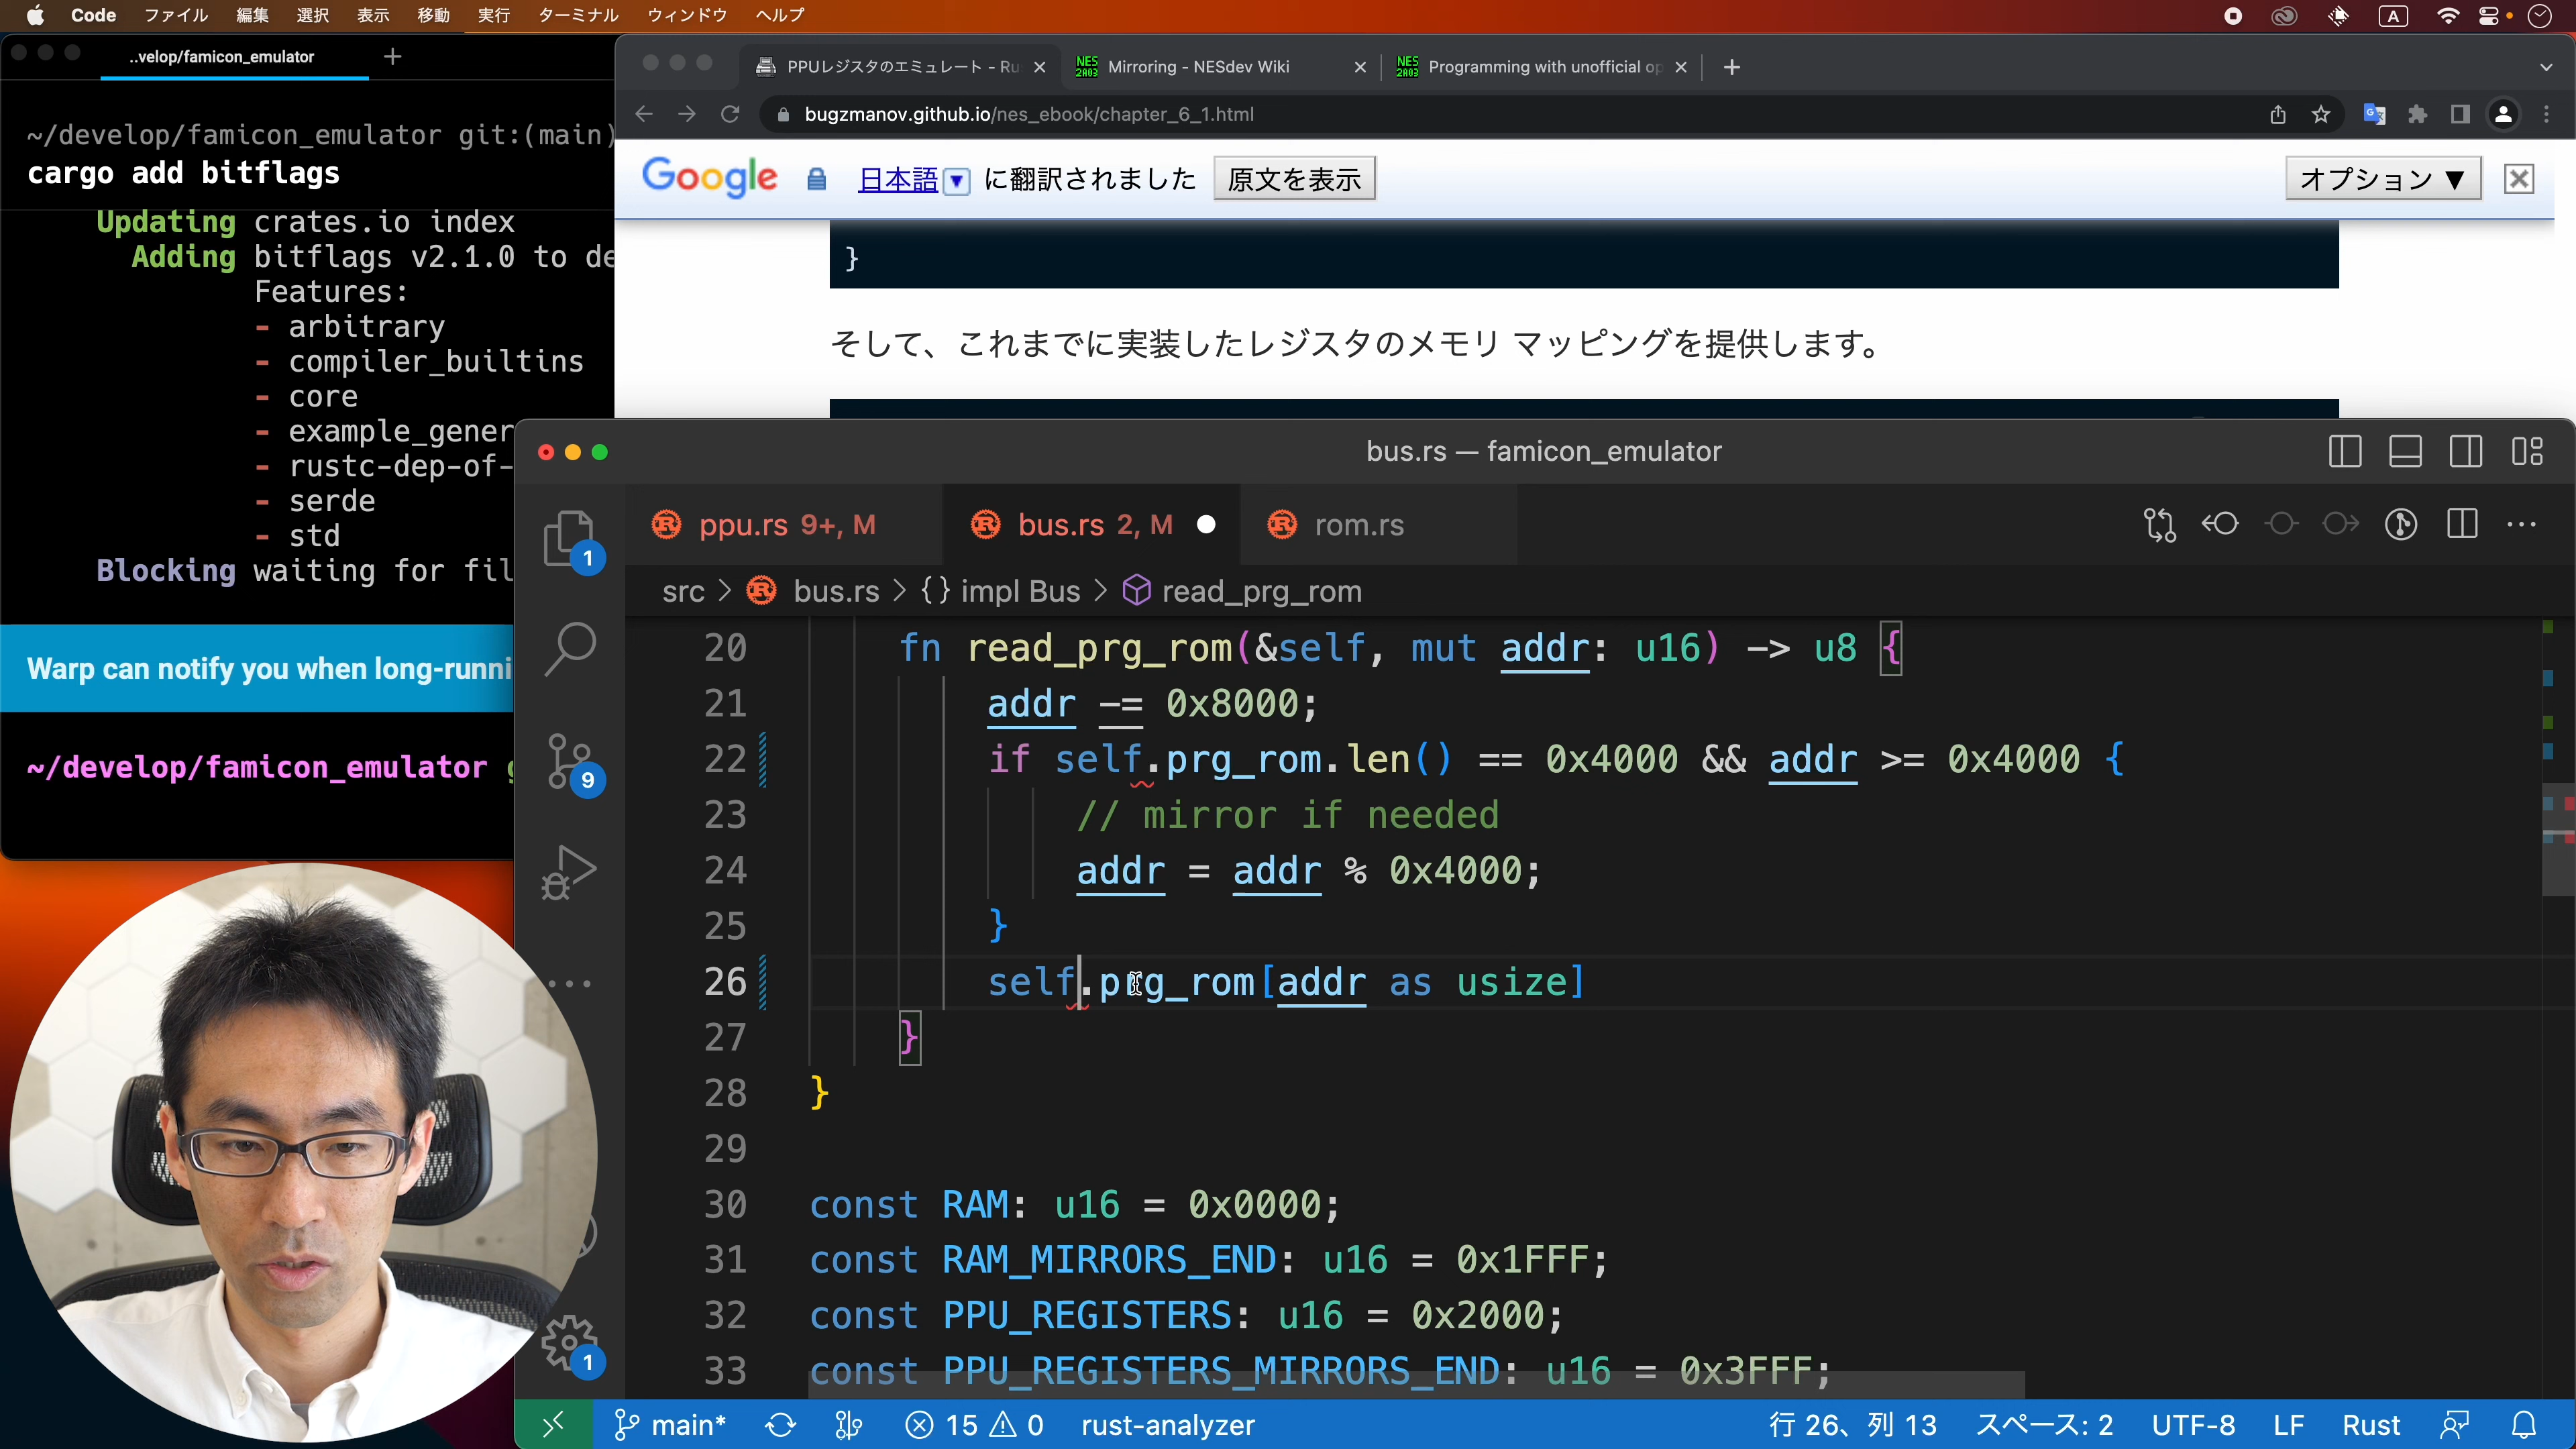 Code ファイル 編集 選択 表示 移動 実行 ターミナル ウィンドウ ヘルプ A
..velop/famicon_emulator +
~/develop/famicon_emulator git:(main)
cargo add bitflags
Updating crates.io index
Adding bitflags v2.1.0 to de
Features:
- arbitrary
- compiler_builtins
- core
- example_gener
- rustc-dep-of-
- serde
- std
Blocking waiting for fil
Warp can notify you when long-runni
~/develop/famicon_emulator g
PPUレジスタのエミュレート - Ru
Mirroring - NESdev Wiki
Programming with unofficial op
bugzmanov.github.io/nes_ebook/chapter_6_1.html
Google 日本語 に翻訳されました 原文を表示 オプション ▼
}
そして、これまでに実装したレジスタのメモリ マッピングを提供します。
bus.rs — famicon_emulator
ppu.rs 9+, M bus.rs 2, M rom.rs
src > bus.rs > {} impl Bus > read_prg_rom
20 fn read_prg_rom(&self, mut addr: u16) -> u8 {
21 addr -= 0x8000;
22 if self.prg_rom.len() == 0x4000 && addr >= 0x4000 {
23 // mirror if needed
24 addr = addr % 0x4000;
25 }
26 self.prg_rom[addr as usize]
27 }
28 }
29
30 const RAM: u16 = 0x0000;
31 const RAM_MIRRORS_END: u16 = 0x1FFF;
32 const PPU_REGISTERS: u16 = 0x2000;
33 const PPU_REGISTERS_MIRRORS_END: u16 = 0x3FFF;
1
9
1
main* 15 0 rust-analyzer 行 26、列 13 スペース: 2 UTF-8 LF Rust